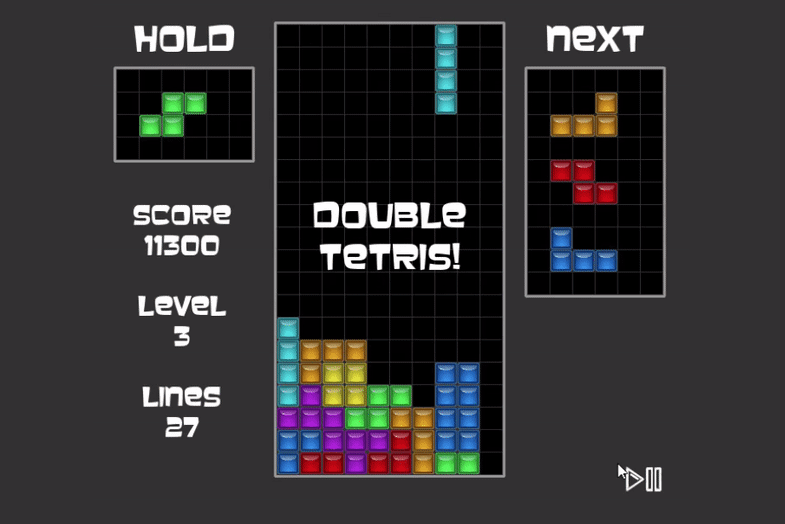 HOLD
NEXT
SCORE
11300
DOUBLE
TETRIS!
LEVEL
3
LINES
27